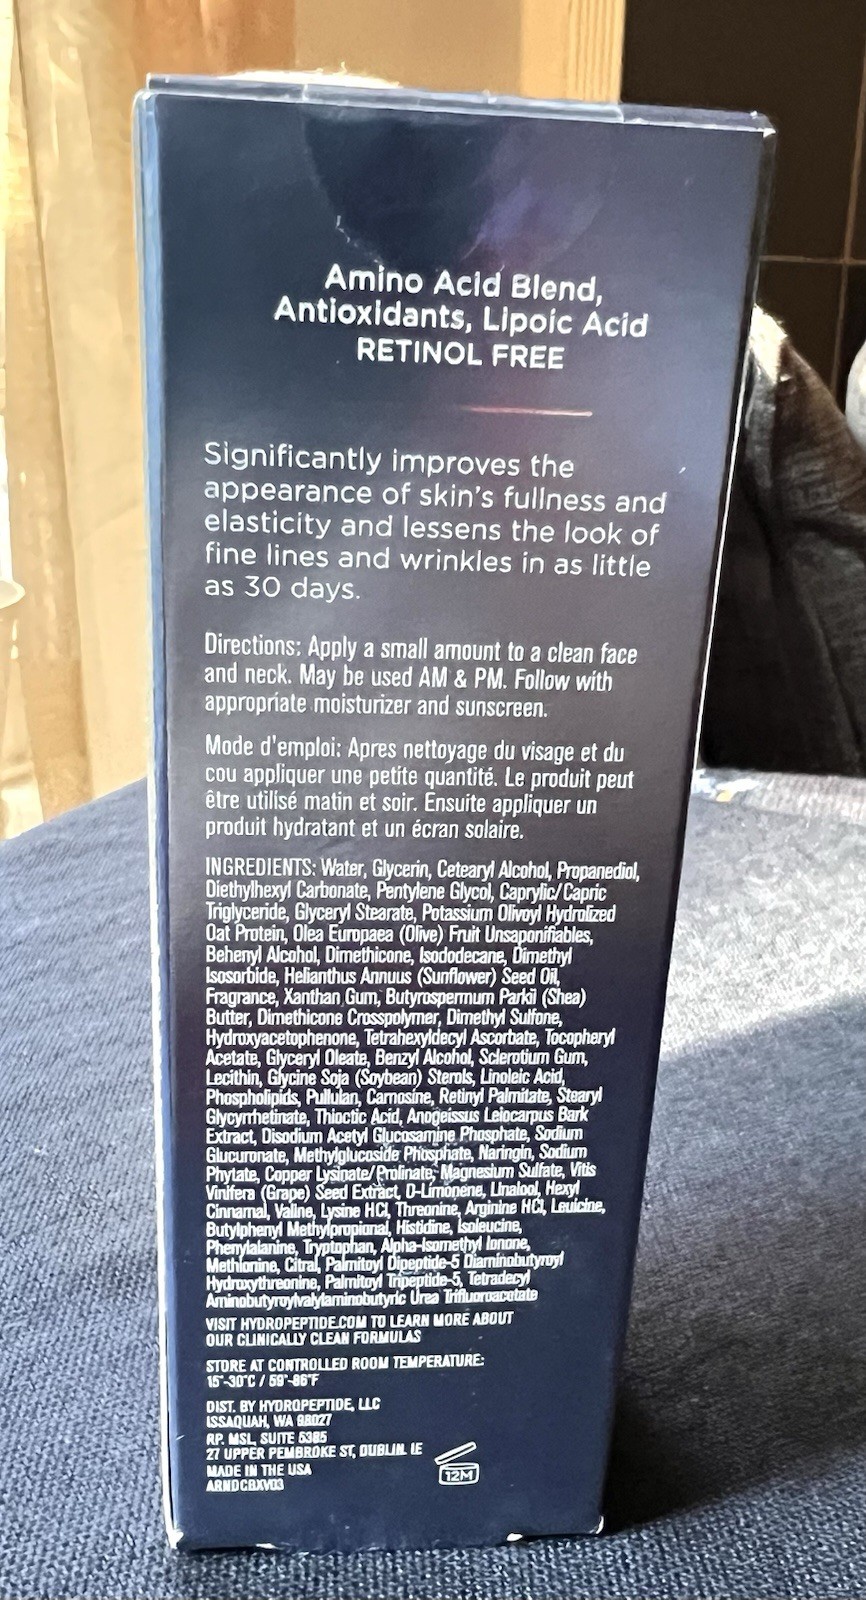 Amino Acid Blend,
Antioxidants, Lipoic Acid
RETINOL FREE
Significantly improves the
appearance of skin's fullness and
elasticity and lessens the look of
fine lines and wrinkles in as little
as 30 days.
Directions: Apply a small amount to a clean face
and neck. May be used AM & PM. Follow with
appropriate moisturizer and sunscreen.
Mode d'emploi: Apres nettoyage du visage et du
cou appliquer une petite quantité. Le produit peut
être utilisé matin et soir. Ensuite appliquer un
produit hydratant et un écran solaire.
INGREDIENTS: Water, Glycerin, Cetearyl Alcohol, Propanediol,
Diethylhexyl Carbonate, Pentylene Glycol, Caprylic/Capric
Triglyceride, Glyceryl Stearate, Potassium Olivoyl Hydrolized
Oat Protein, Olea Europaea (Olive) Fruit Unsaponifiables,
Behenyl Alcohol, Dimethicone, Isododecane, Dimethyl
Isosorbide, Helianthus Annuus (Sunflower) Seed Oil,
Fragrance, Xanthan Gum, Butyrospermum Parkii (Shea)
Butter, Dimethicone Crosspolymer, Dimethyl Sulfone,
Hydroxyacetophenone, Tetrahexyldecyl Ascorbate, Tocopheryl
Acetate, Glyceryl Oleate, Benzyl Alcohol, Sclerotium Gum,
Lecithin, Glycine Soja (Soybean) Sterols, Linoleic Acid,
Phospholipids, Pullulan, Carnosine, Retinyl Palmitate, Stearyl
Glycyrrhetinate, Thioctic Acid, Anogeissus Leiocarpus Bark
Extract, Disodium Acetyl Glucosamine Phosphate, Sodium
Glucuronate, Methylglucoside Phosphate, Naringin, Sodium
Phytate, Copper Lysinate/Prolinate, Magnesium Sulfate, Vitis
Vinifera (Grape) Seed Extract, D-Limonene, Linalool, Hexyl
Cinnamal, Valine, Lysine HCl, Threonine, Arginine HCl, Leuicine,
Butylphenyl Methylpropional, Histidine, Isoleucine,
Phenylalanine, Tryptophan, Alpha-Isomethyl Ionone,
Methionine, Citral, Palmitoyl Dipeptide-5 Diaminobutyroyl
Hydroxythreonine, Palmitoyl Tripeptide-5, Tetradecyl
Aminobutyroylvalylaminobutyric Urea Trifluoroacetate
VISIT HYDROPEPTIDE.COM TO LEARN MORE ABOUT
OUR CLINICALLY CLEAN FORMULAS
STORE AT CONTROLLED ROOM TEMPERATURE:
15°-30°C / 59°-86°F
DIST. BY HYDROPEPTIDE, LLC
ISSAQUAH, WA 98027
RP. MSL, SUITE 5385
27 UPPER PEMBROKE ST, DUBLIN. IE
MADE IN THE USA
ARNDCBXV03
12M